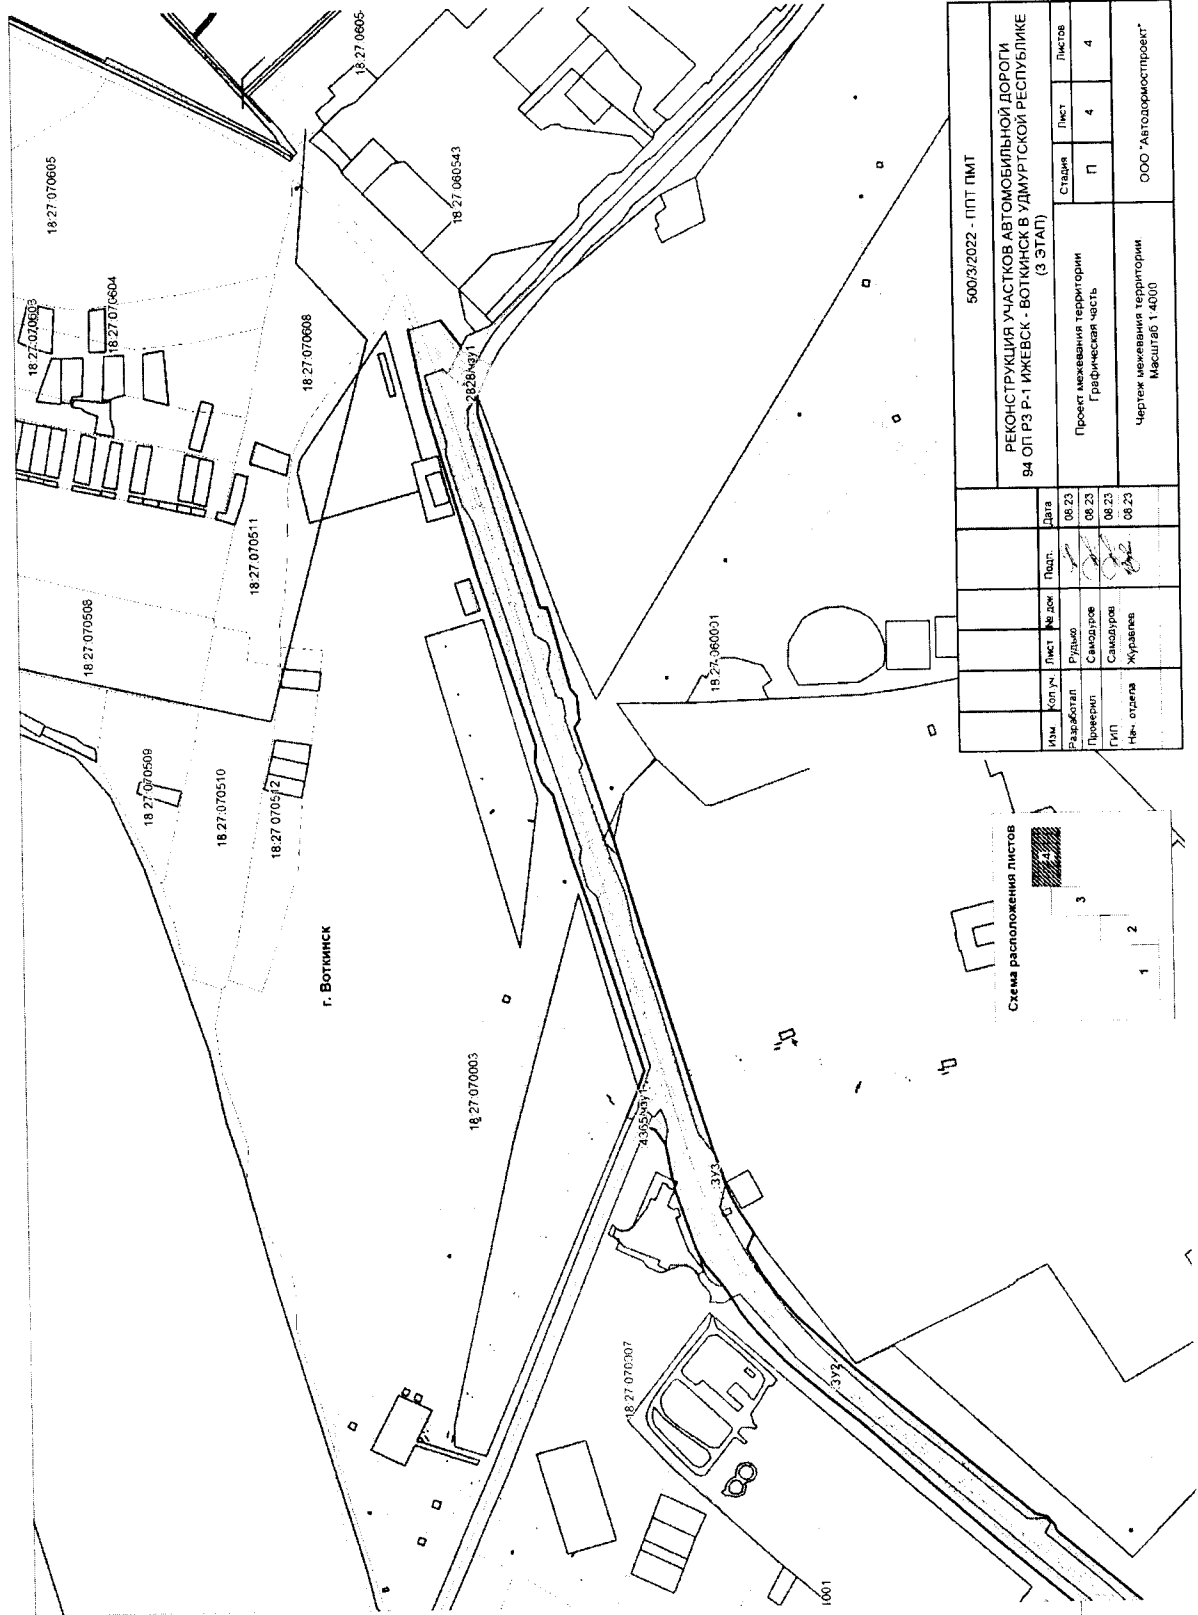 18:27:0605
18:27:070605
18:27:060543
18:27:070603
18:27:070604
18:27:070608
:2828/чзу1
18:27:070511
18:27:070508
18:27:060001
18:27:070509
18:27:070510
18:27:070512
г. Воткинск
18:27:070003
:4365/чзу1
:ЗУ3
18:27:070007
:ЗУ2
Схема расположения листов
1
2
3
4
500/3/2022 - ППТ ПМТ
РЕКОНСТРУКЦИЯ УЧАСТКОВ АВТОМОБИЛЬНОЙ ДОРОГИ
94 ОП РЗ Р-1 ИЖЕВСК - ВОТКИНСК В УДМУРТСКОЙ РЕСПУБЛИКЕ
(3 ЭТАП)
Изм. Кол.уч. Лист № док. Подп. Дата
Разработал Рудько 08.23
Проверил Самодуров 08.23
ГИП Самодуров 08.23
Нач. отдела Журавлев 08.23
Проект межевания территории
Графическая часть
Стадия Лист Листов
П 4 4
Чертеж межевания территории
Масштаб 1:4000
ООО "Автодормостпроект"